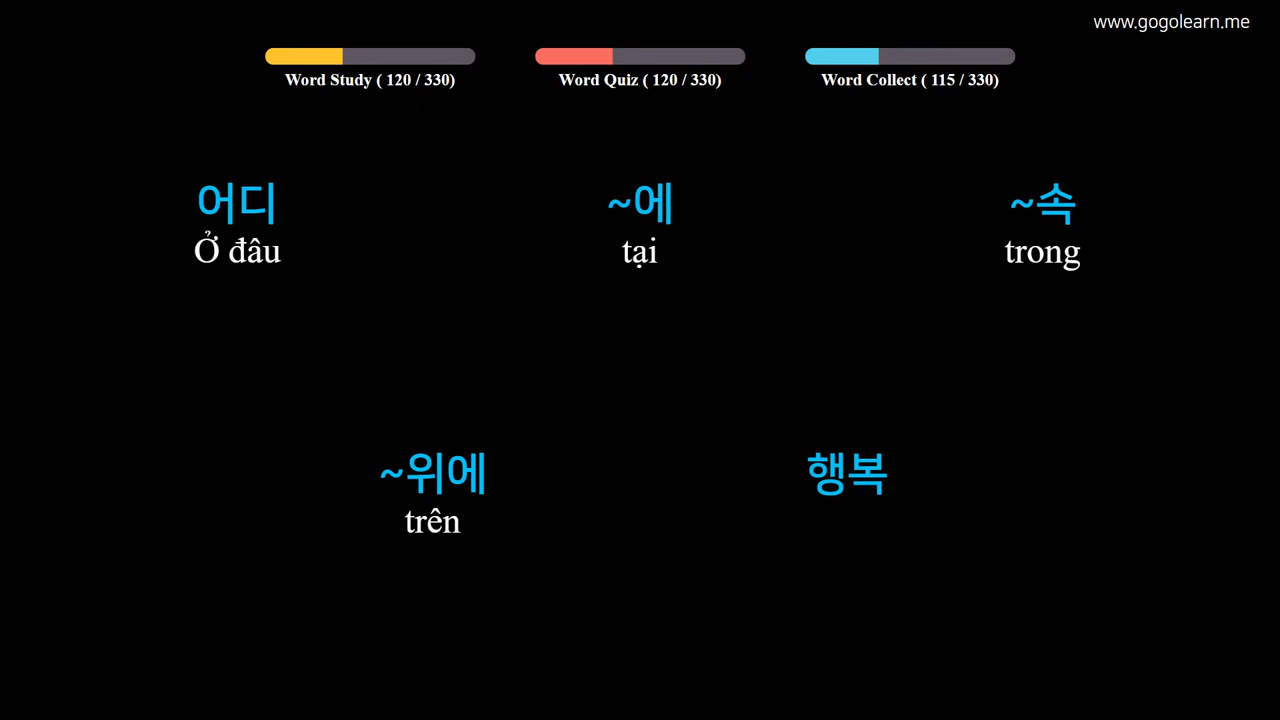 www.gogolearn.me
Word Study ( 120 / 330)
Word Quiz ( 120 / 330)
Word Collect ( 115 / 330)
어디
Ở đâu
~에
tại
~속
trong
~위에
trên
행복